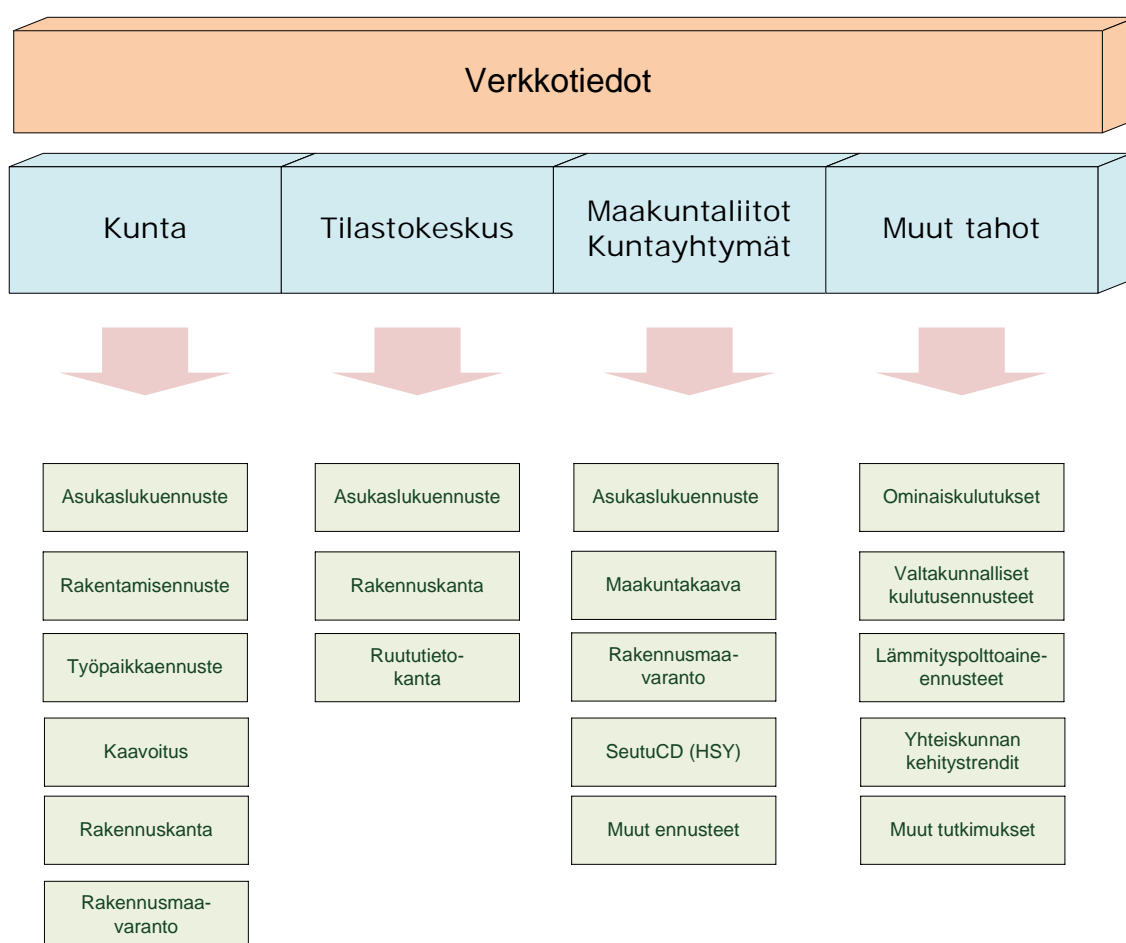 Verkkotiedot
Kunta
Tilastokeskus
Maakuntaliitot
Kuntayhtymät
Muut tahot
Asukaslukuennuste
Rakentamisennuste
Työpaikkaennuste
Kaavoitus
Rakennuskanta
Rakennusmaa-
varanto
Asukaslukuennuste
Rakennuskanta
Ruututieto-
kanta
Asukaslukuennuste
Maakuntakaava
Rakennusmaa-
varanto
SeutuCD (HSY)
Muut ennusteet
Ominaiskulutukset
Valtakunnalliset
kulutusennusteet
Lämmityspolttoaine-
ennusteet
Yhteiskunnan
kehitystrendit
Muut tutkimukset